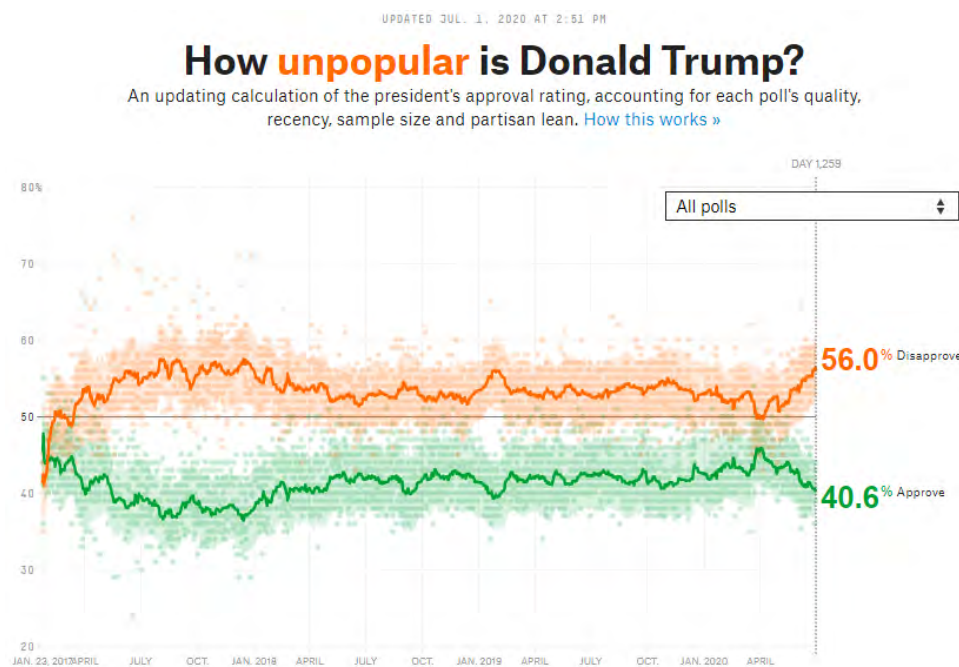 UPDATED JUL. 1, 2020 AT 2:51 PM
How unpopular is Donald Trump?
An updating calculation of the president's approval rating, accounting for each poll's quality,
recency, sample size and partisan lean. How this works »
DAY 1,259
80%
All polls
70
60
56.0% Disapprove
50
40
40.6% Approve
30
20
JAN. 23, 2017 APRIL JULY OCT. JAN. 2018 APRIL JULY OCT. JAN. 2019 APRIL JULY OCT. JAN. 2020 APRIL